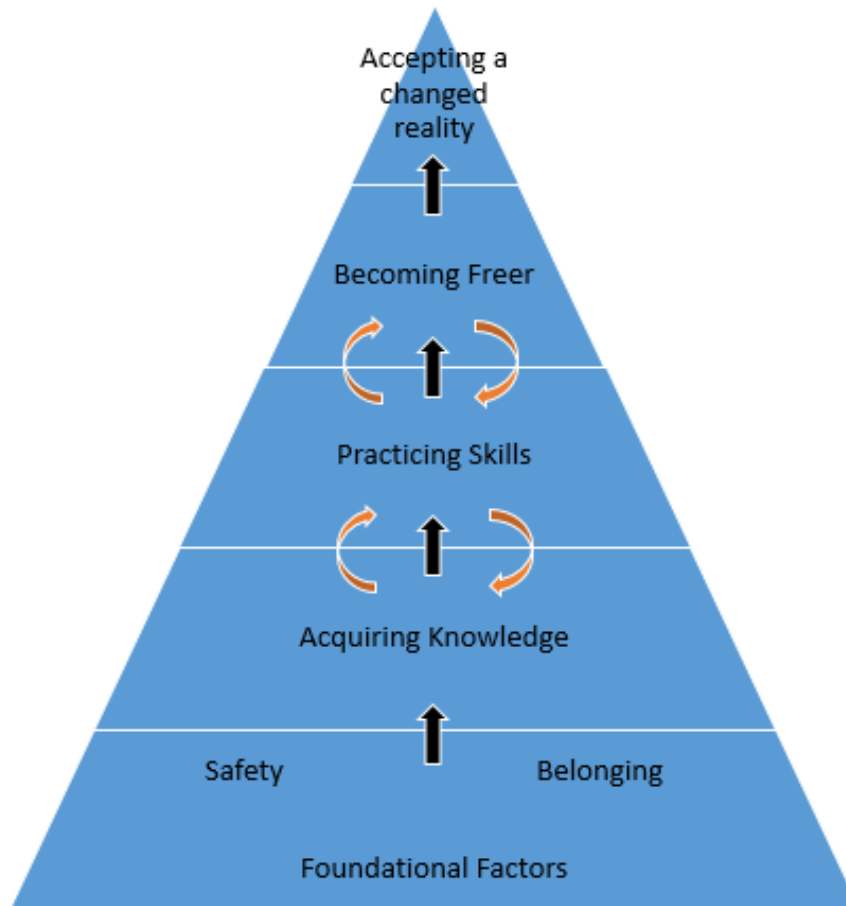 Accepting a
changed
reality
Becoming Freer
Practicing Skills
Acquiring Knowledge
Safety
Belonging
Foundational Factors